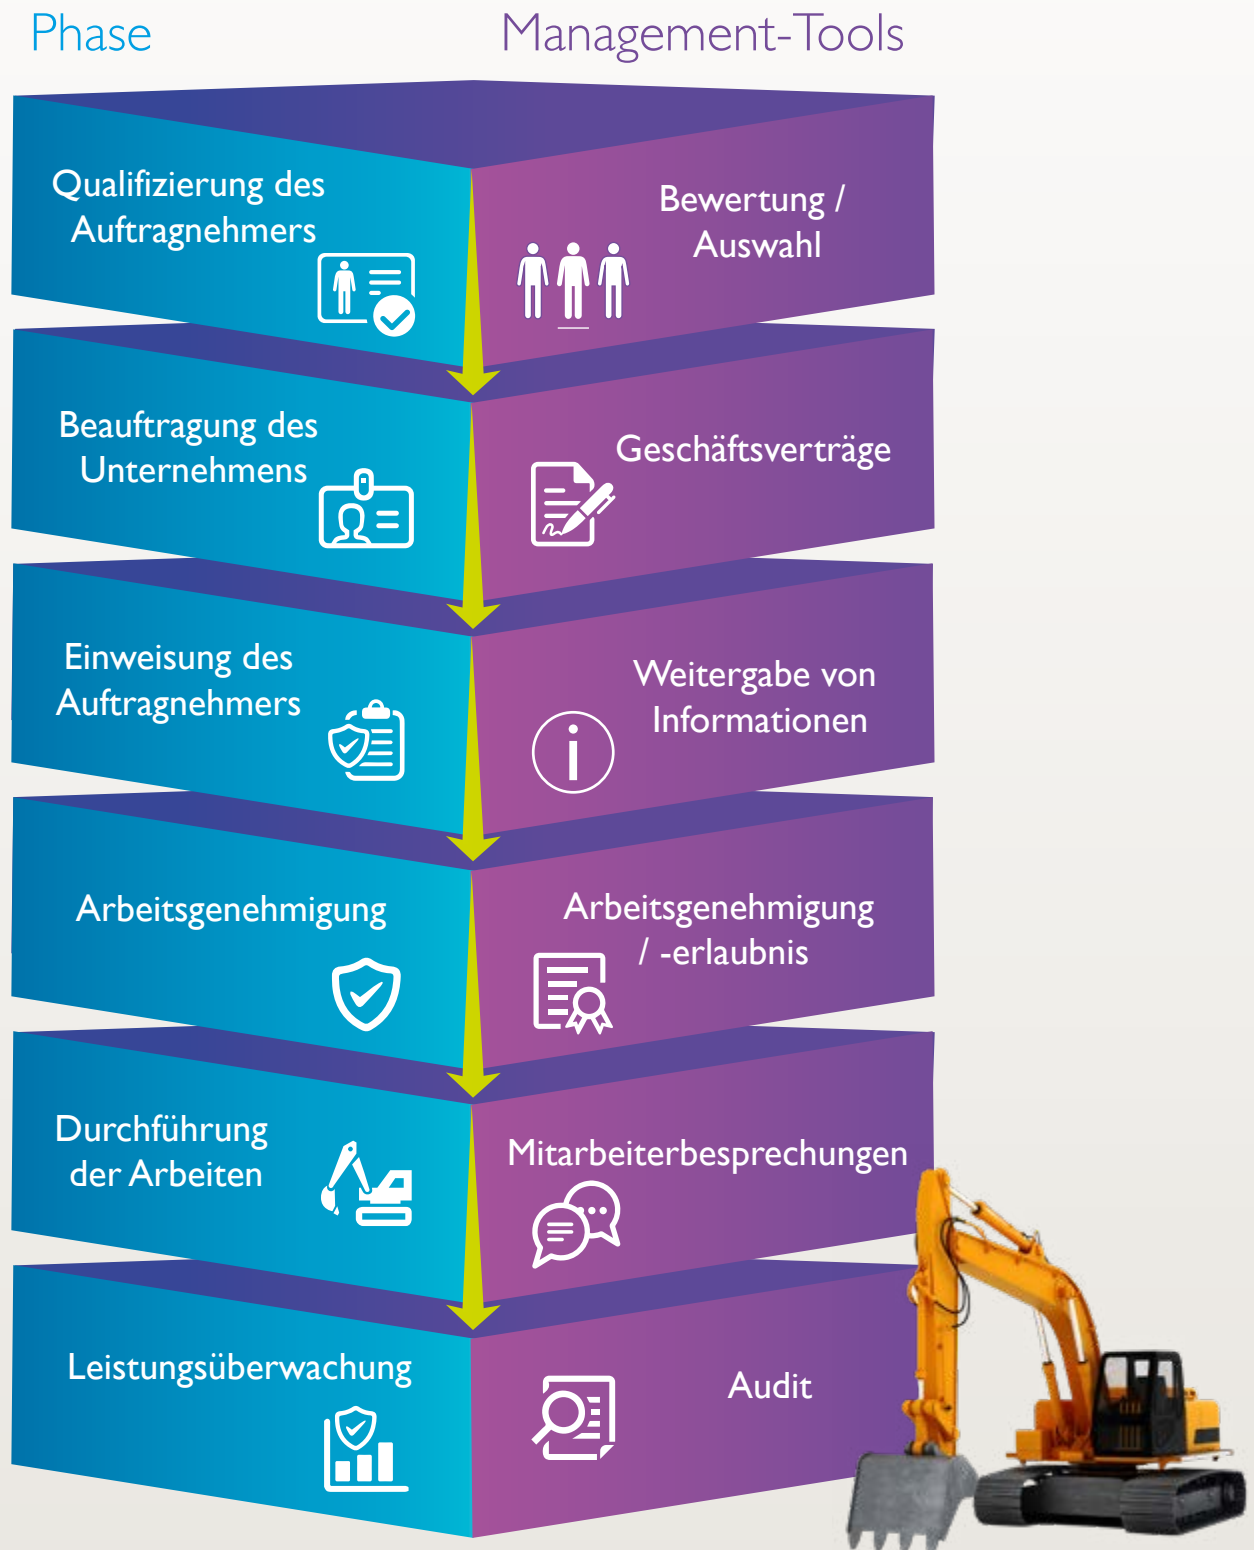 Phase
Management-Tools
Qualifizierung des
Auftragnehmers
Bewertung /
Auswahl
Beauftragung des
Unternehmens
Geschäftsverträge
Einweisung des
Auftragnehmers
Weitergabe von
Informationen
Arbeitsgenehmigung
Arbeitsgenehmigung
/ -erlaubnis
Durchführung
der Arbeiten
Mitarbeiterbesprechungen
Leistungsüberwachung
Audit